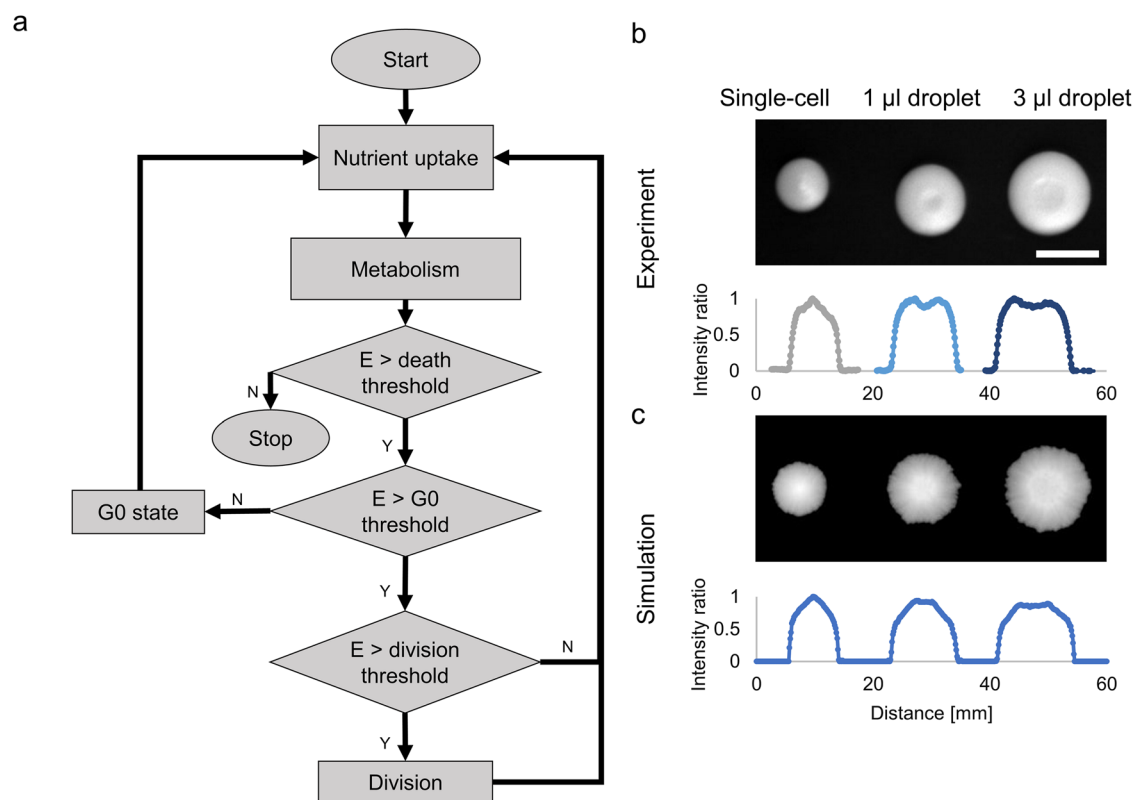 a
Start
Nutrient uptake
Metabolism
E > death
threshold
N
Stop
Y
E > G0
threshold
N
G0 state
Y
E > division
threshold
N
Y
Division
b
Single-cell 1 µl droplet 3 µl droplet
Experiment
Intensity ratio
1
0.5
0
0 20 40 60
c
Simulation
Intensity ratio
1
0.5
0
0 20 40 60
Distance [mm]